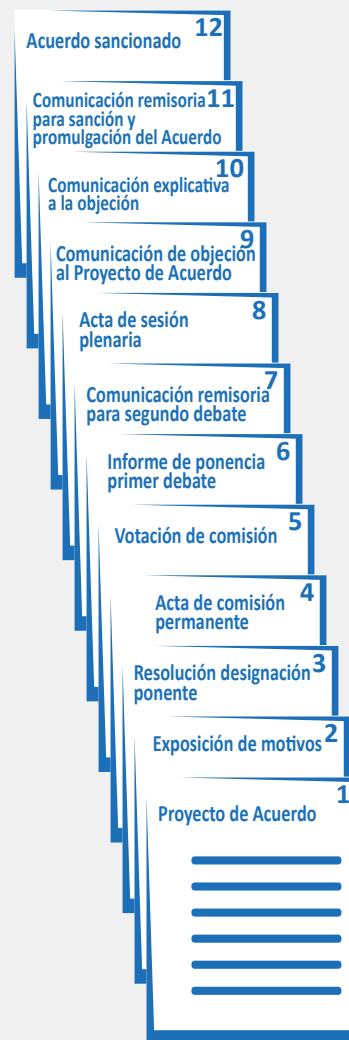 12
Acuerdo sancionado
11
Comunicación remisoria
para sanción y
promulgación del Acuerdo
10
Comunicación explicativa
a la objeción
9
Comunicación de objeción
al Proyecto de Acuerdo
8
Acta de sesión
plenaria
7
Comunicación remisoria
para segundo debate
6
Informe de ponencia
primer debate
5
Votación de comisión
4
Acta de comisión
permanente
3
Resolución designación
ponente
2
Exposición de motivos
1
Proyecto de Acuerdo